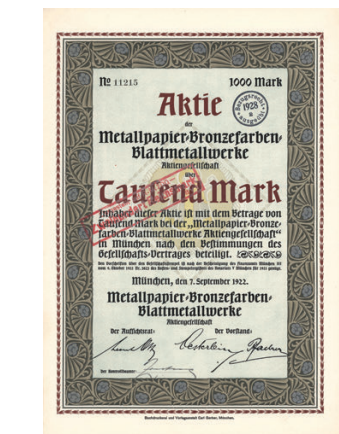 No 11215 1000 Mark
Aktie
der
Metallpapier-Bronzefarben-
Blattmetallwerke
Aktiengesellschaft
über
Tausend Mark
Inhaber dieser Aktie ist mit dem Betrage von
Tausend Mark bei der „Metallpapier-Bronze-
farben-Blattmetallwerke Aktiengesellschaft"
in München nach den Bestimmungen des
Gesellschafts-Vertrages beteiligt.
München, den 7. September 1922.
Metallpapier-Bronzefarben-
Blattmetallwerke
Aktiengesellschaft
der Aufsichtsrat: der Vorstand:
Der Kontrollbeamte:
1928